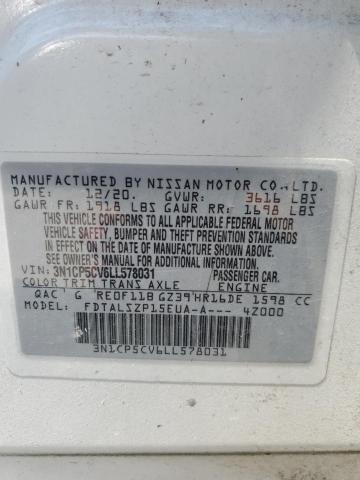 MANUFACTURED BY NISSAN MOTOR CO.,LTD.
DATE: 12/20. GVWR: 3616 LBS
GAWR FR: 1918 LBS GAWR RR: 1698 LBS
THIS VEHICLE CONFORMS TO ALL APPLICABLE FEDERAL MOTOR
VEHICLE SAFETY, BUMPER AND THEFT PREVENTION STANDARDS
IN EFFECT ON THE DATE OF MANUFACTURE SHOWN ABOVE.
SEE OWNER'S MANUAL FOR ADDITIONAL INFORMATION
VIN: 3N1CP5CV6LL578031 PASSENGER CAR
COLOR TRIM TRANS AXLE ENGINE
QAC G RE0F11B GZ39 HR16DE 1598 CC
MODEL: FDTALSZP15EUA-A--- 4Z000
3N1CP5CV6LL578031